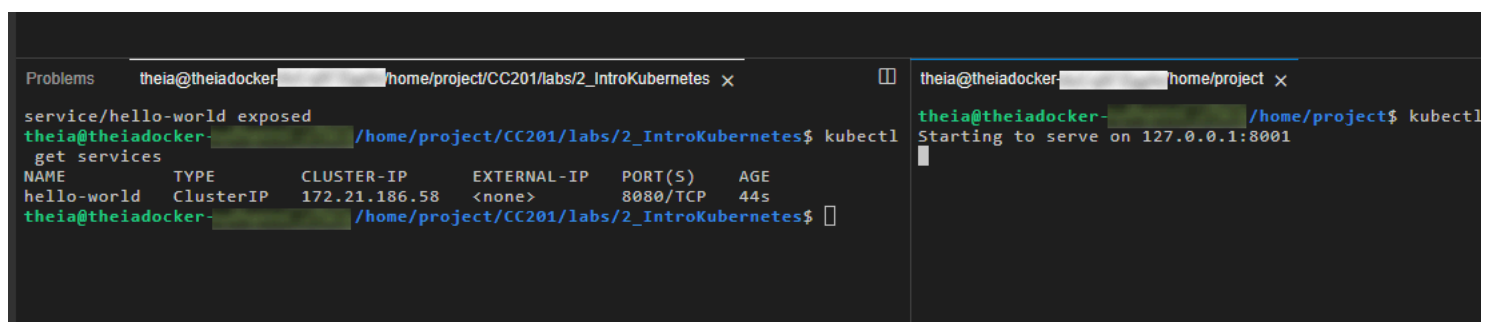 Problems theia@theiadocker- /home/project/CC201/labs/2_IntroKubernetes ×
service/hello-world exposed
theia@theiadocker- /home/project/CC201/labs/2_IntroKubernetes$ kubectl
get services
NAME TYPE CLUSTER-IP EXTERNAL-IP PORT(S) AGE
hello-world ClusterIP 172.21.186.58 <none> 8080/TCP 44s
theia@theiadocker- /home/project/CC201/labs/2_IntroKubernetes$
theia@theiadocker- /home/project ×
theia@theiadocker- /home/project$ kubectl
Starting to serve on 127.0.0.1:8001